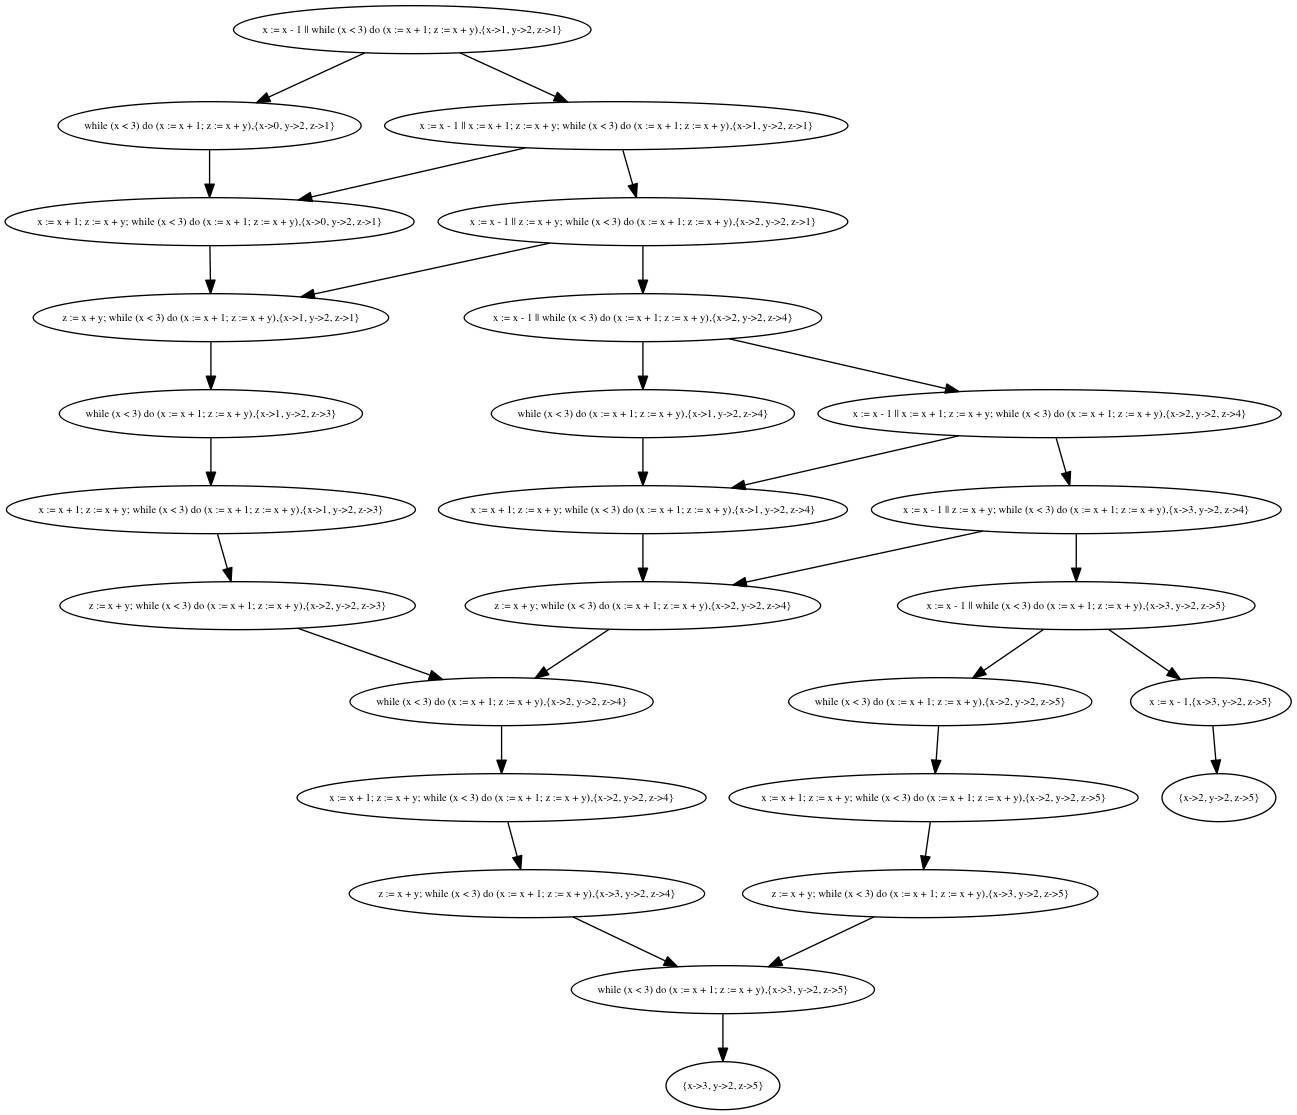 x := x - 1 || while (x < 3) do (x := x + 1; z := x + y),{x->1, y->2, z->1}
while (x < 3) do (x := x + 1; z := x + y),{x->0, y->2, z->1}
x := x - 1 || x := x + 1; z := x + y; while (x < 3) do (x := x + 1; z := x + y),{x->1, y->2, z->1}
x := x + 1; z := x + y; while (x < 3) do (x := x + 1; z := x + y),{x->0, y->2, z->1}
x := x - 1 || z := x + y; while (x < 3) do (x := x + 1; z := x + y),{x->2, y->2, z->1}
z := x + y; while (x < 3) do (x := x + 1; z := x + y),{x->1, y->2, z->1}
x := x - 1 || while (x < 3) do (x := x + 1; z := x + y),{x->2, y->2, z->4}
while (x < 3) do (x := x + 1; z := x + y),{x->1, y->2, z->3}
while (x < 3) do (x := x + 1; z := x + y),{x->1, y->2, z->4}
x := x - 1 || x := x + 1; z := x + y; while (x < 3) do (x := x + 1; z := x + y),{x->2, y->2, z->4}
x := x + 1; z := x + y; while (x < 3) do (x := x + 1; z := x + y),{x->1, y->2, z->3}
x := x + 1; z := x + y; while (x < 3) do (x := x + 1; z := x + y),{x->1, y->2, z->4}
x := x - 1 || z := x + y; while (x < 3) do (x := x + 1; z := x + y),{x->3, y->2, z->4}
z := x + y; while (x < 3) do (x := x + 1; z := x + y),{x->2, y->2, z->3}
z := x + y; while (x < 3) do (x := x + 1; z := x + y),{x->2, y->2, z->4}
x := x - 1 || while (x < 3) do (x := x + 1; z := x + y),{x->3, y->2, z->5}
while (x < 3) do (x := x + 1; z := x + y),{x->2, y->2, z->4}
while (x < 3) do (x := x + 1; z := x + y),{x->2, y->2, z->5}
x := x - 1,{x->3, y->2, z->5}
x := x + 1; z := x + y; while (x < 3) do (x := x + 1; z := x + y),{x->2, y->2, z->4}
x := x + 1; z := x + y; while (x < 3) do (x := x + 1; z := x + y),{x->2, y->2, z->5}
{x->2, y->2, z->5}
z := x + y; while (x < 3) do (x := x + 1; z := x + y),{x->3, y->2, z->4}
z := x + y; while (x < 3) do (x := x + 1; z := x + y),{x->3, y->2, z->5}
while (x < 3) do (x := x + 1; z := x + y),{x->3, y->2, z->5}
{x->3, y->2, z->5}